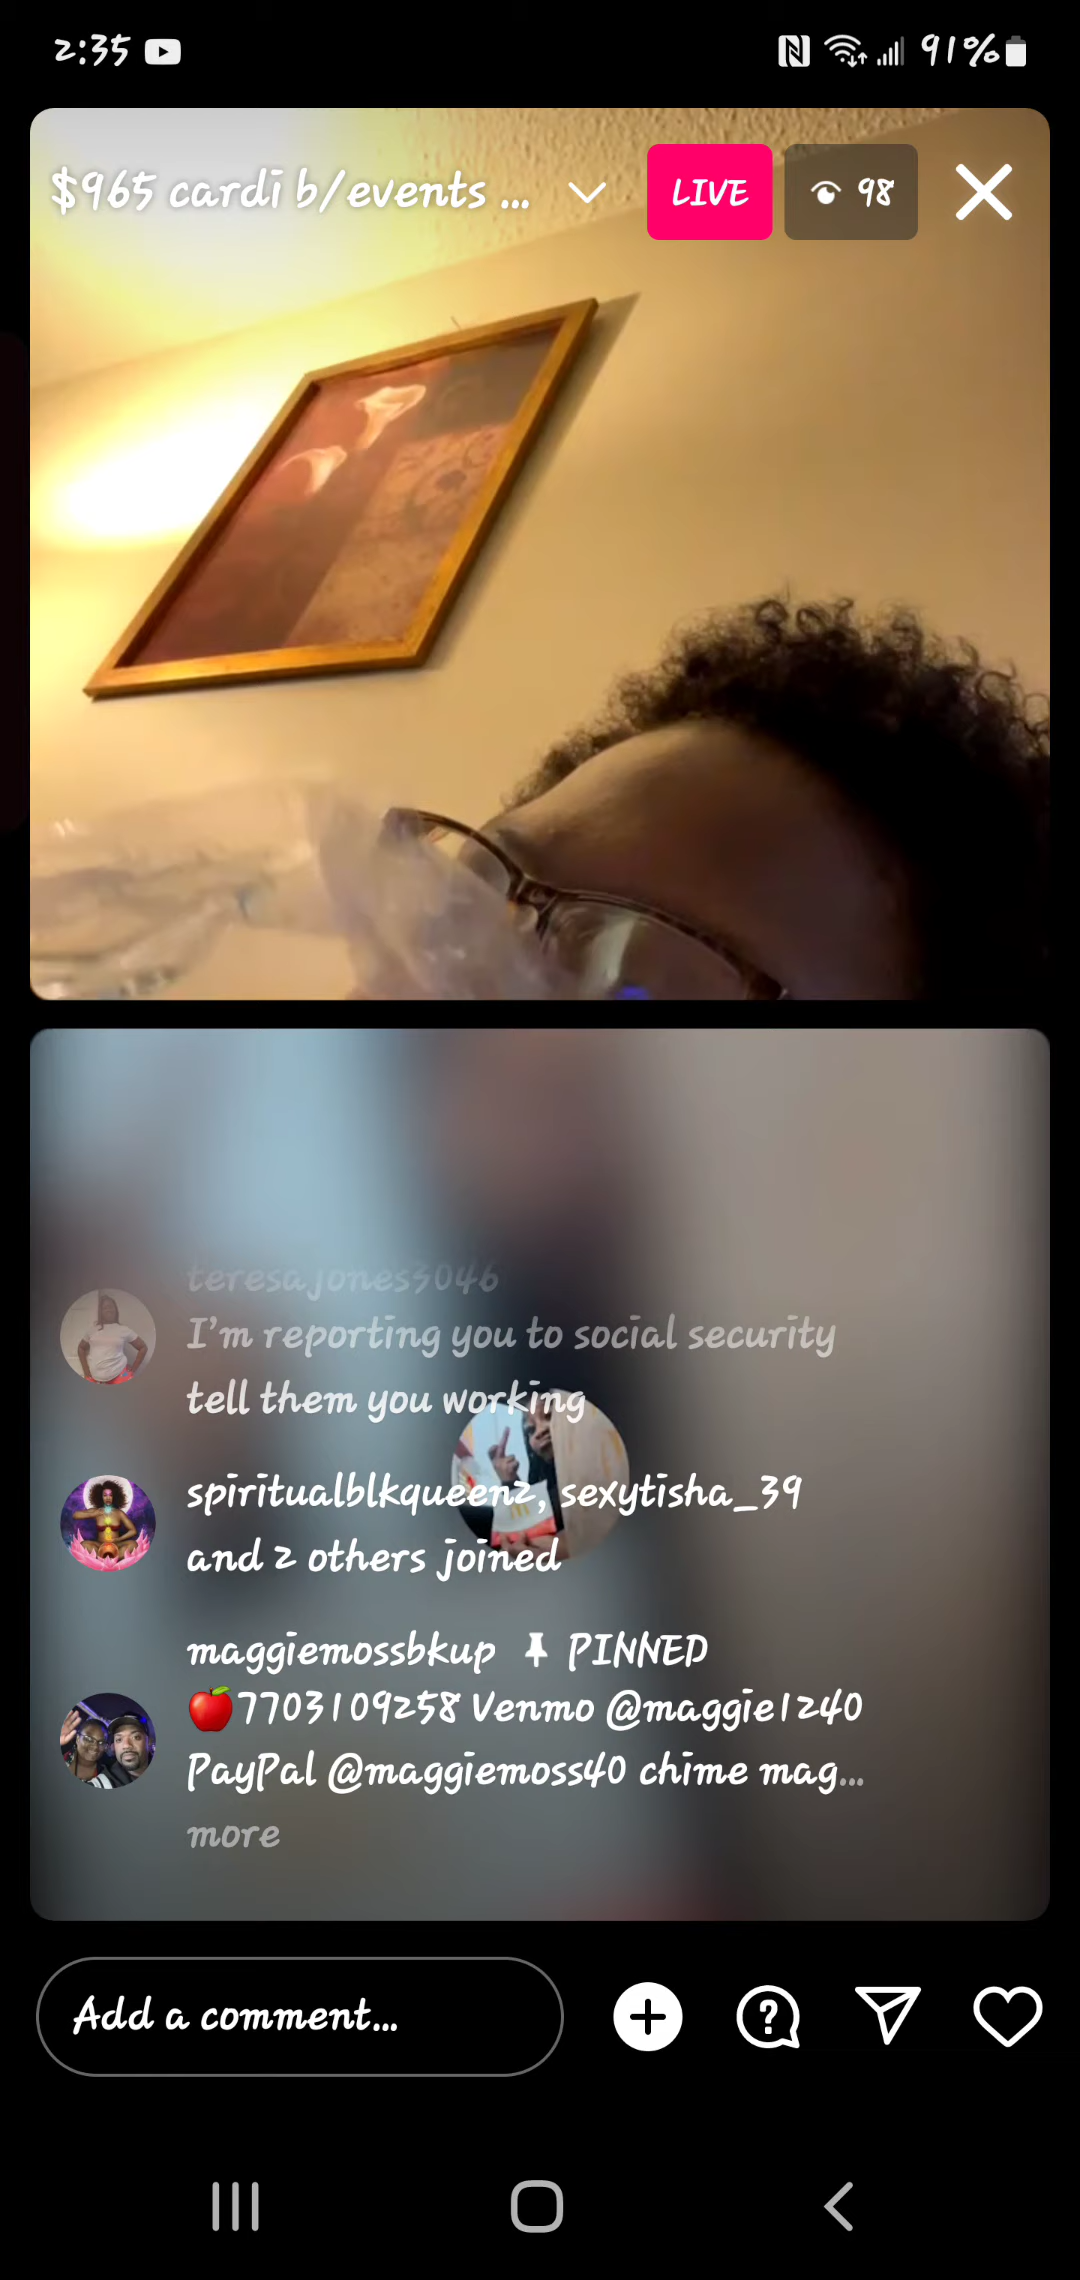 2:35 91%
$965 cardi b/events ... LIVE 98
teresajones3046
I'm reporting you to social security
tell them you working
spiritualblkqueen2, sexytisha_39
and 2 others joined
maggiemossbkup PINNED
🍎7703109258 Venmo @maggie1240
PayPal @maggiemoss40 chime mag...
more
Add a comment...